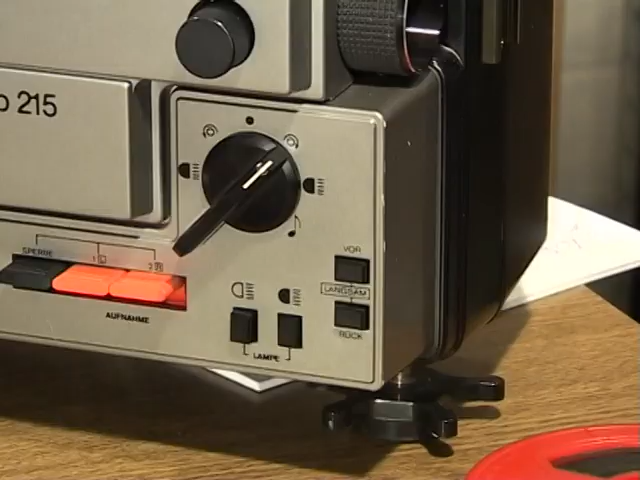 o 215
SPERRE
1 L
2 R
AUFNAHME
VOR
LANGSAM
RÜCK
LAMPE